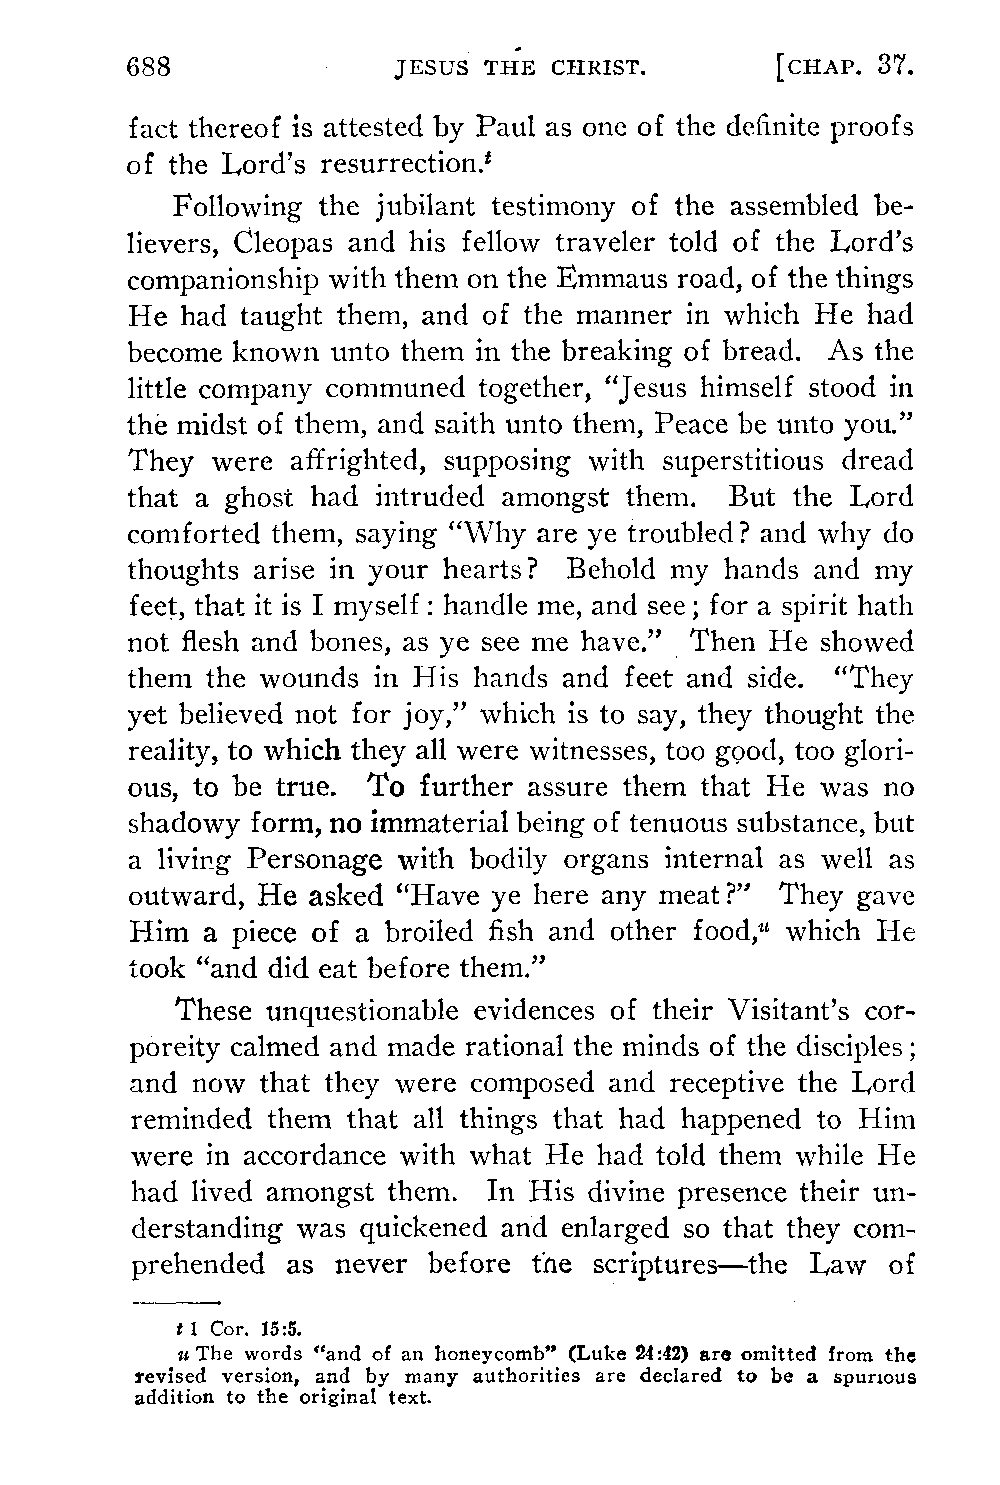 688 JESUS THE CHRIST. [CHAP. 37.
fact thereof is attested by Paul as one of the definite proofs
of the Lord's resurrection.t
Following the jubilant testimony of the assembled be-
lievers, Cleopas and his fellow traveler told of the Lord's
companionship with them on the Emmaus road, of the things
He had taught them, and of the manner in which He had
become known unto them in the breaking of bread. As the
little company communed together, “Jesus himself stood in
the midst of them, and saith unto them, Peace be unto you.”
They were affrighted, supposing with superstitious dread
that a ghost had intruded amongst them. But the Lord
comforted them, saying “Why are ye troubled? and why do
thoughts arise in your hearts? Behold my hands and my
feet, that it is I myself: handle me, and see; for a spirit hath
not flesh and bones, as ye see me have.” Then He showed
them the wounds in His hands and feet and side. “They
yet believed not for joy,” which is to say, they thought the
reality, to which they all were witnesses, too good, too glori-
ous, to be true. To further assure them that He was no
shadowy form, no immaterial being of tenuous substance, but
a living Personage with bodily organs internal as well as
outward, He asked “Have ye here any meat?” They gave
Him a piece of a broiled fish and other food,u which He
took “and did eat before them.”
These unquestionable evidences of their Visitant's cor-
poreity calmed and made rational the minds of the disciples;
and now that they were composed and receptive the Lord
reminded them that all things that had happened to Him
were in accordance with what He had told them while He
had lived amongst them. In His divine presence their un-
derstanding was quickened and enlarged so that they com-
prehended as never before the scriptures—the Law of
t 1 Cor. 15:5.
u The words “and of an honeycomb” (Luke 24:42) are omitted from the
revised version, and by many authorities are declared to be a spurious
addition to the original text.